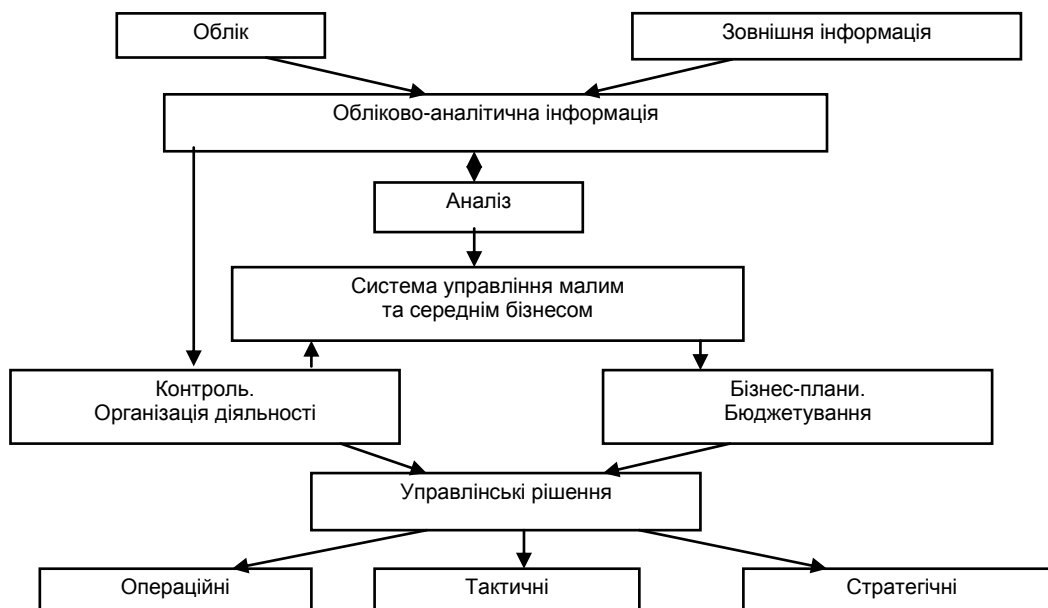 Облік
Зовнішня інформація
Обліково-аналітична інформація
Аналіз
Система управління малим
та середнім бізнесом
Контроль.
Організація діяльності
Бізнес-плани.
Бюджетування
Управлінські рішення
Операційні
Тактичні
Стратегічні